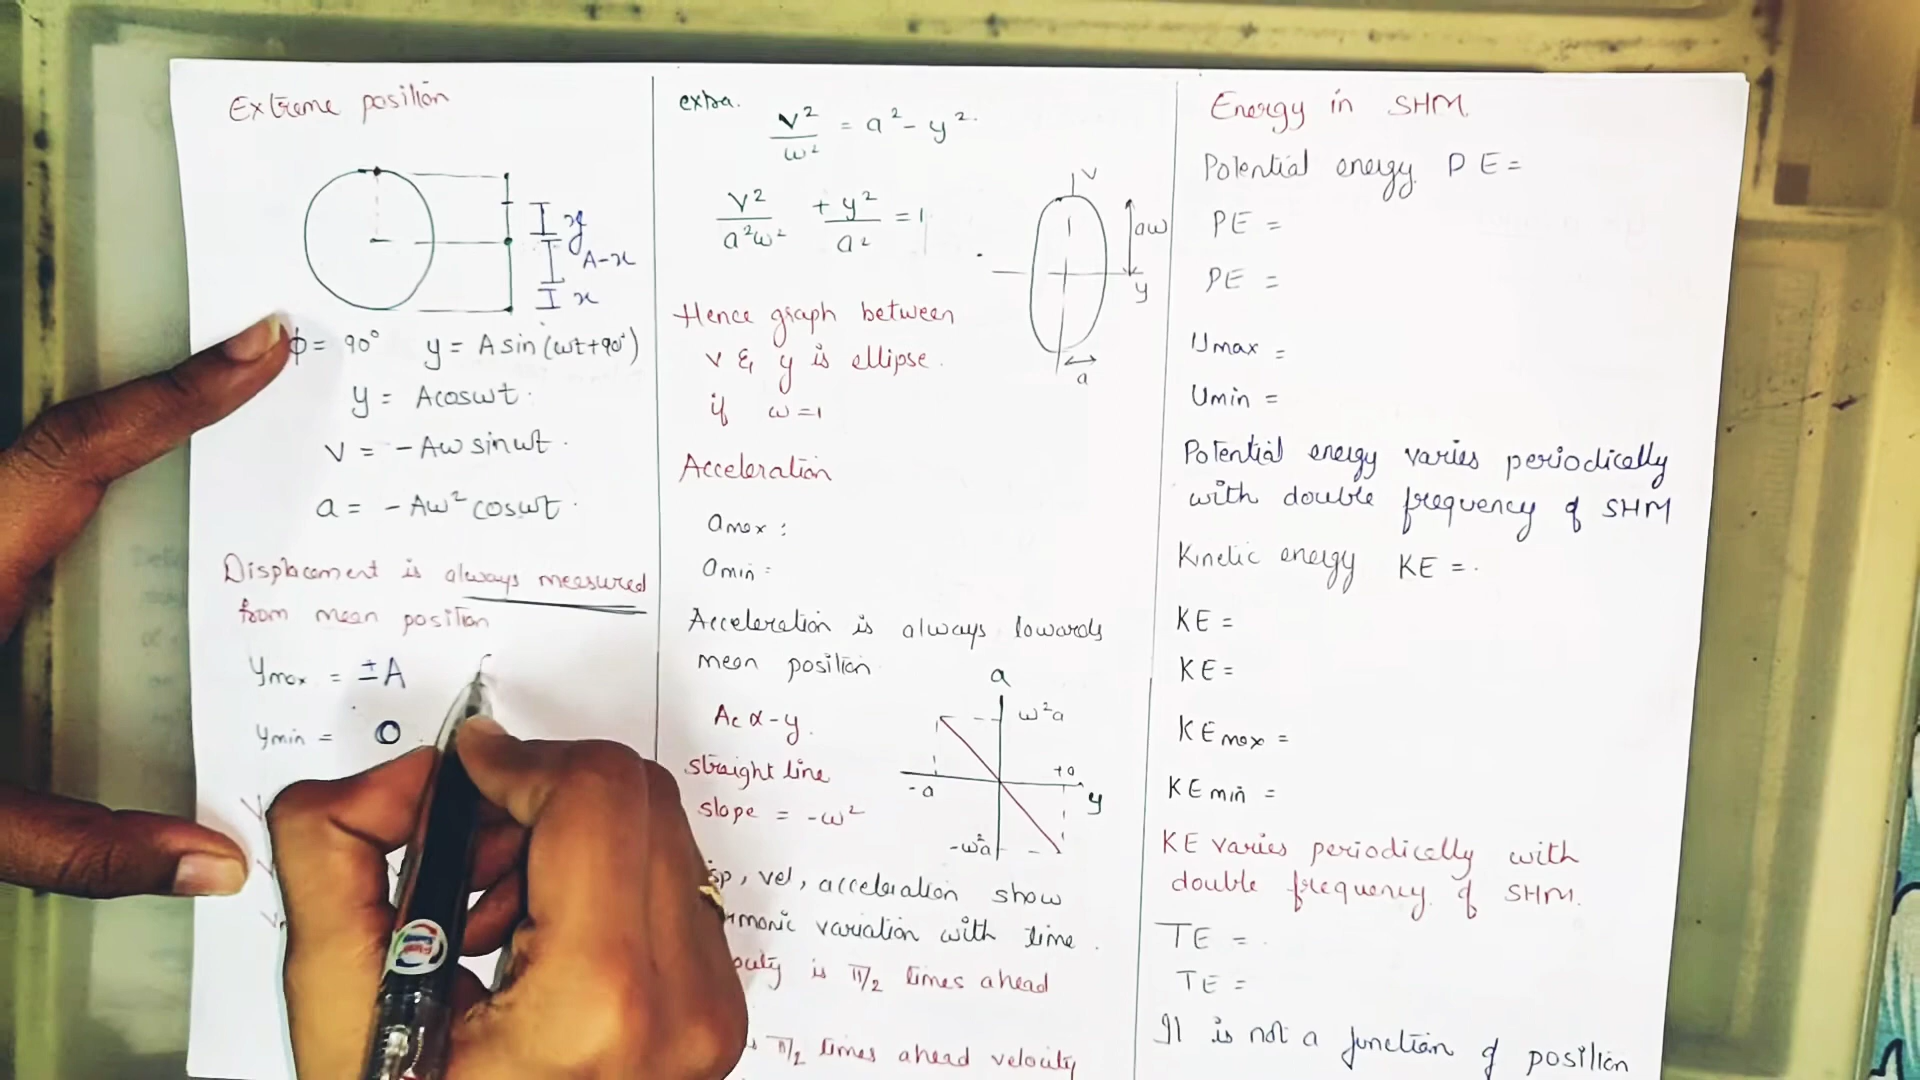 Extreme position
y
A-x
x
ϕ = 90° y = A sin (ωt+90°)
y = A cosωt.
V = - Aω sinωt.
a = - Aω² cosωt.
Displacement is always measured
from mean position
ymax = ±A
ymin = 0
extra.
V²/ω² = a² - y².
V²/a²ω² + y²/a² = 1
V
aω
y
a
Hence graph between
v & y is ellipse.
if ω=1
Acceleration
amax :
amin =
Acceleration is always towards
mean position
a
Ac α - y.
ω²a
straight line
+a
-a
y
slope = -ω²
-ω²a
sp, vel, acceleration show
monic variation with time.
is π/2 times ahead
π/2 times ahead velocity
Energy in SHM.
Potential energy. PE =
PE =
PE =
Umax =
Umin =
Potential energy varies periodically
with double frequency of SHM
Kinetic energy KE =.
KE =
KE =
KEmax =
KEmin =
KE varies periodically with
double frequency. of SHM.
TE = .
TE =
It is not a function of position